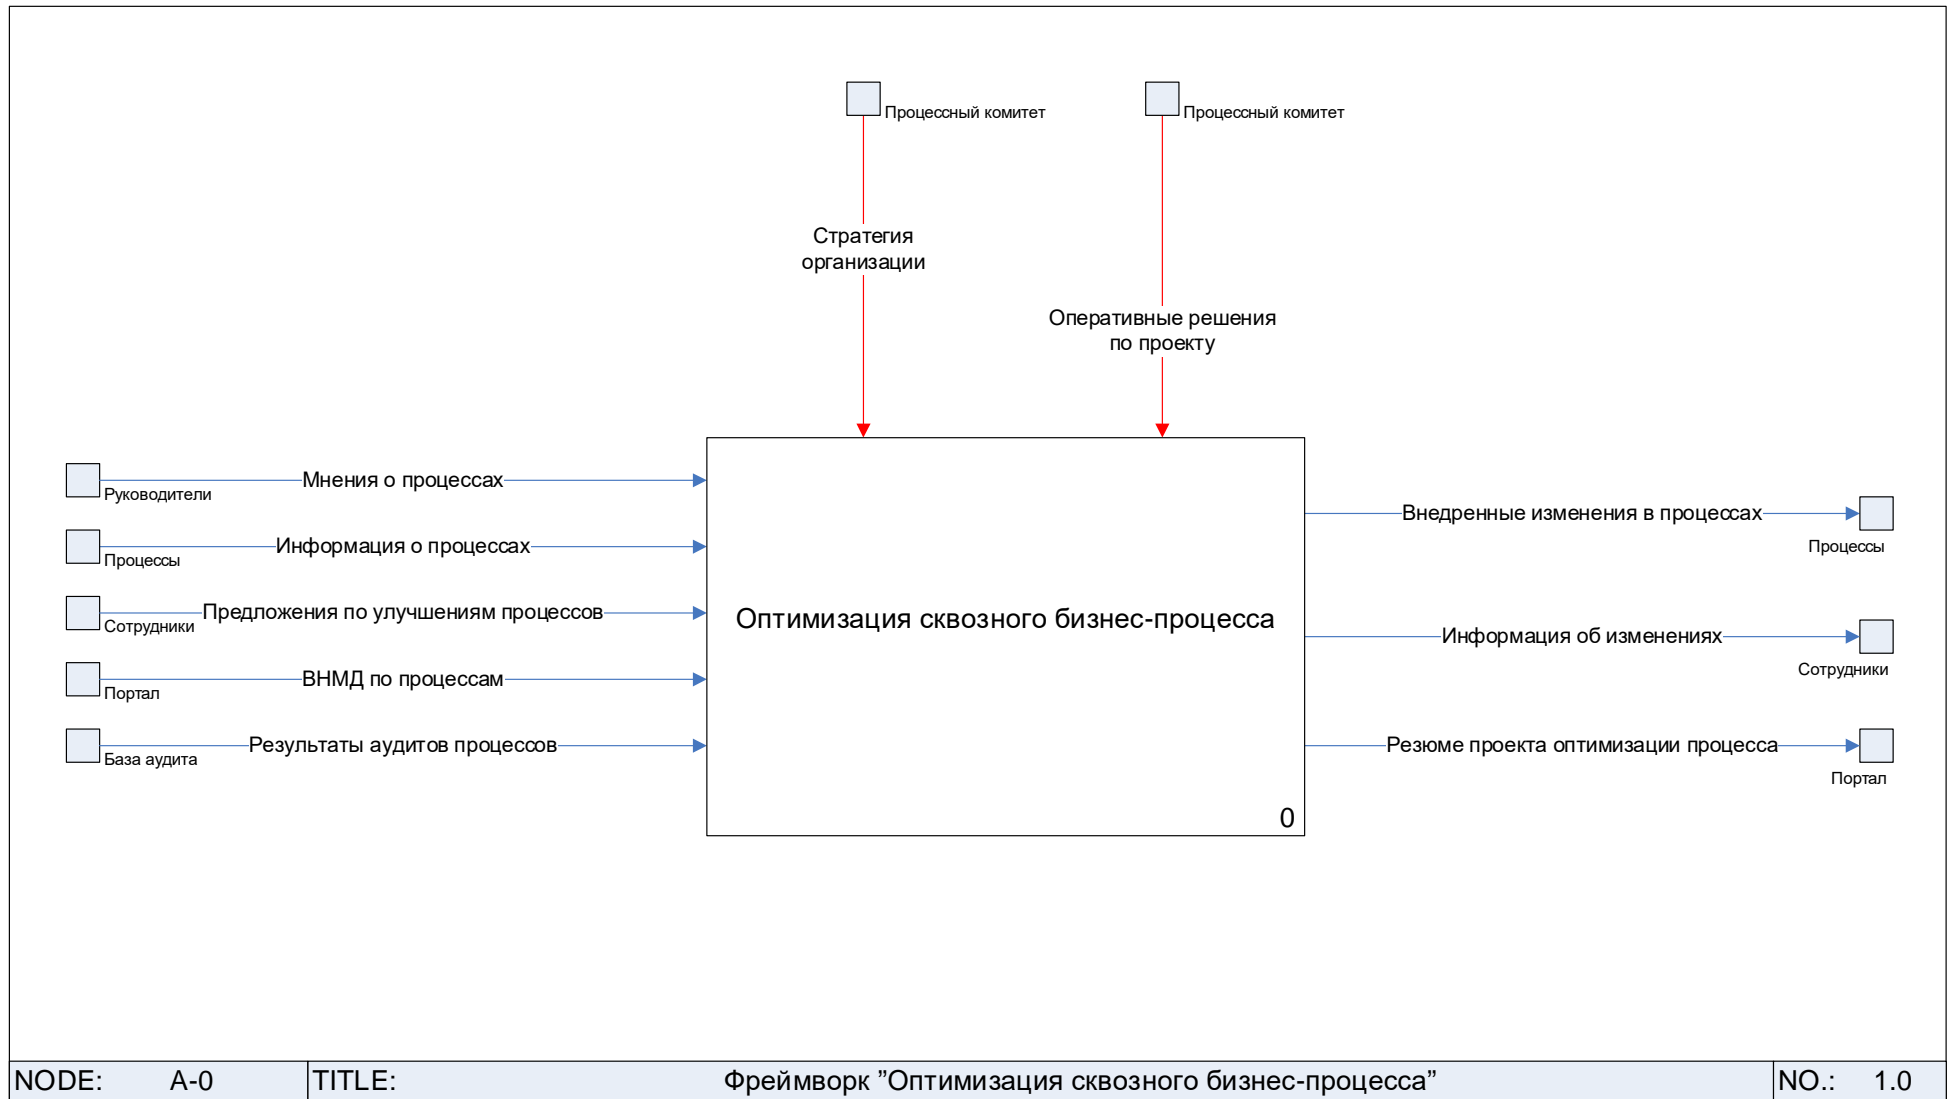 Процессный комитет
Процессный комитет
Стратегия
организации
Оперативные решения
по проекту
Мнения о процессах
Руководители
Информация о процессах
Процессы
Предложения по улучшениям процессов
Сотрудники
ВНМД по процессам
Портал
Результаты аудитов процессов
База аудита
Оптимизация сквозного бизнес-процесса
0
Внедренные изменения в процессах
Процессы
Информация об изменениях
Сотрудники
Резюме проекта оптимизации процесса
Портал
NODE: A-0 TITLE: Фреймворк ”Оптимизация сквозного бизнес-процесса” NO.: 1.0